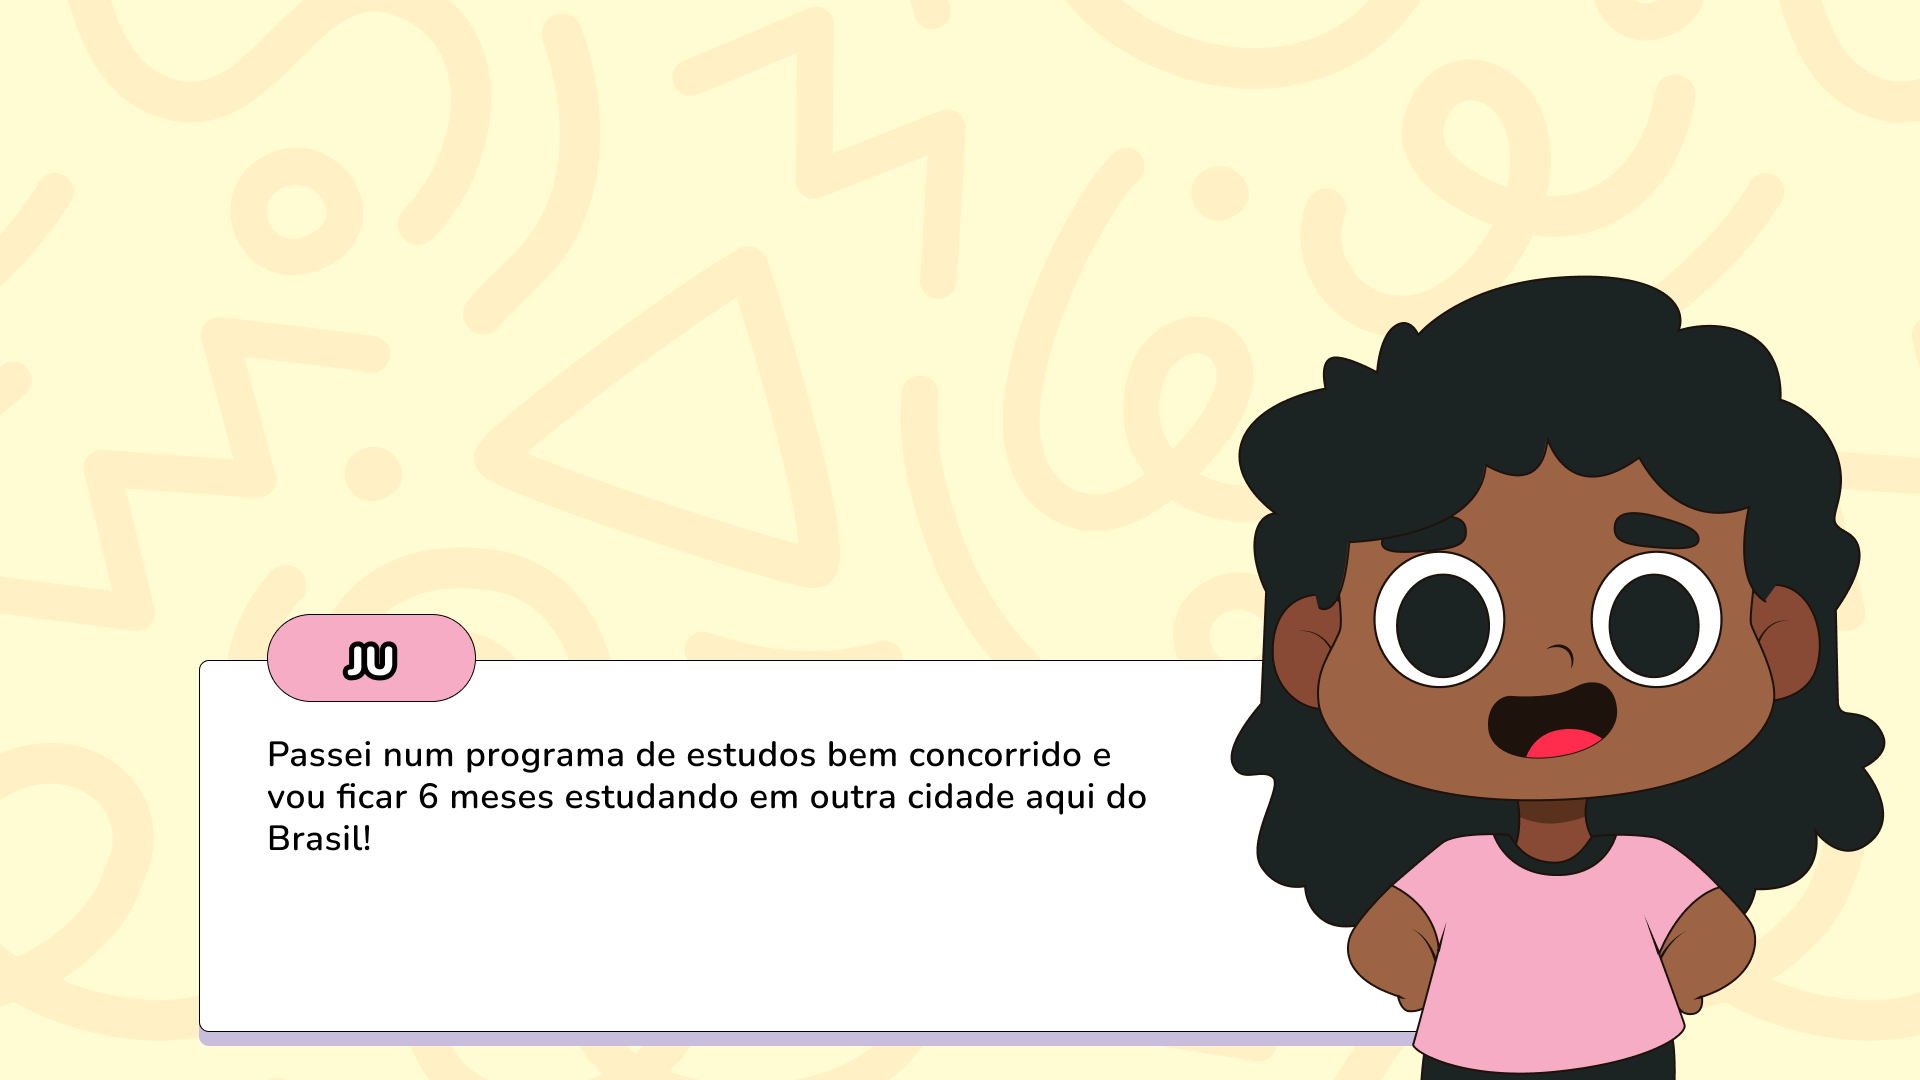 JU
Passei num programa de estudos bem concorrido e
vou ficar 6 meses estudando em outra cidade aqui do
Brasil!